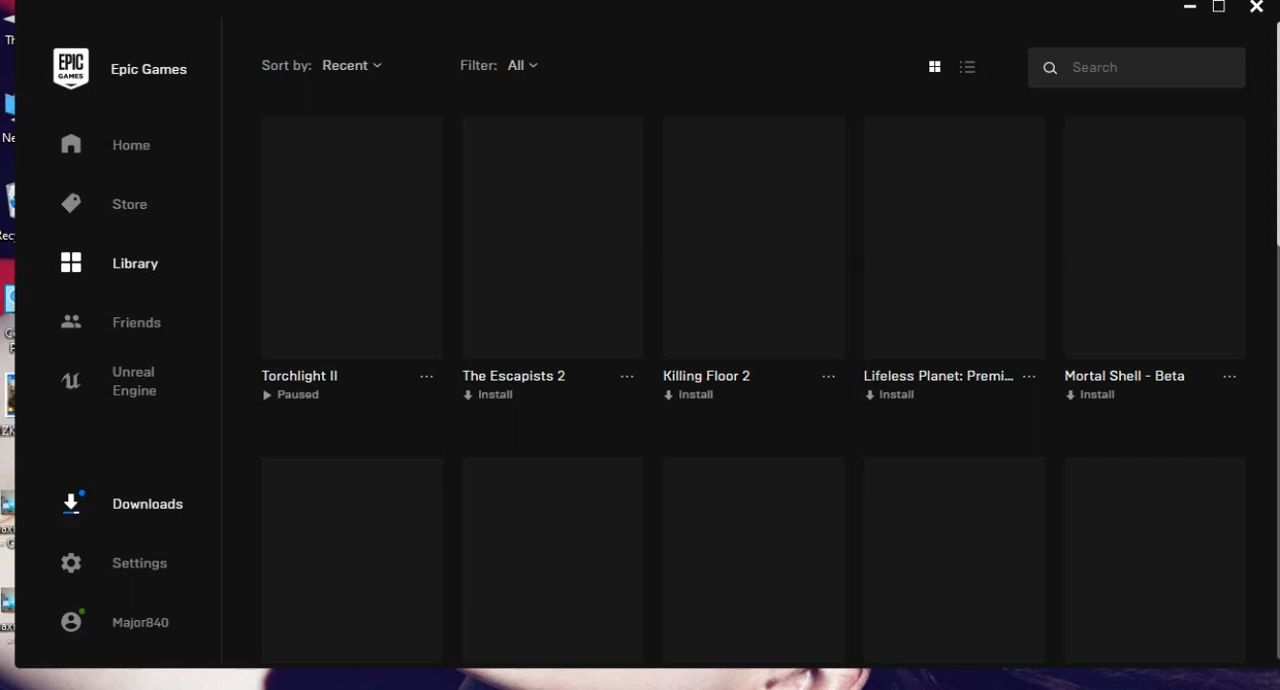 EPIC
GAMES
Epic Games
Home
Store
Library
Friends
Unreal
Engine
Downloads
Settings
Major840
Sort by: Recent
Filter: All
Search
Torchlight II ...
Paused
The Escapists 2 ...
Install
Killing Floor 2 ...
Install
Lifeless Planet: Premi... ...
Install
Mortal Shell - Beta ...
Install